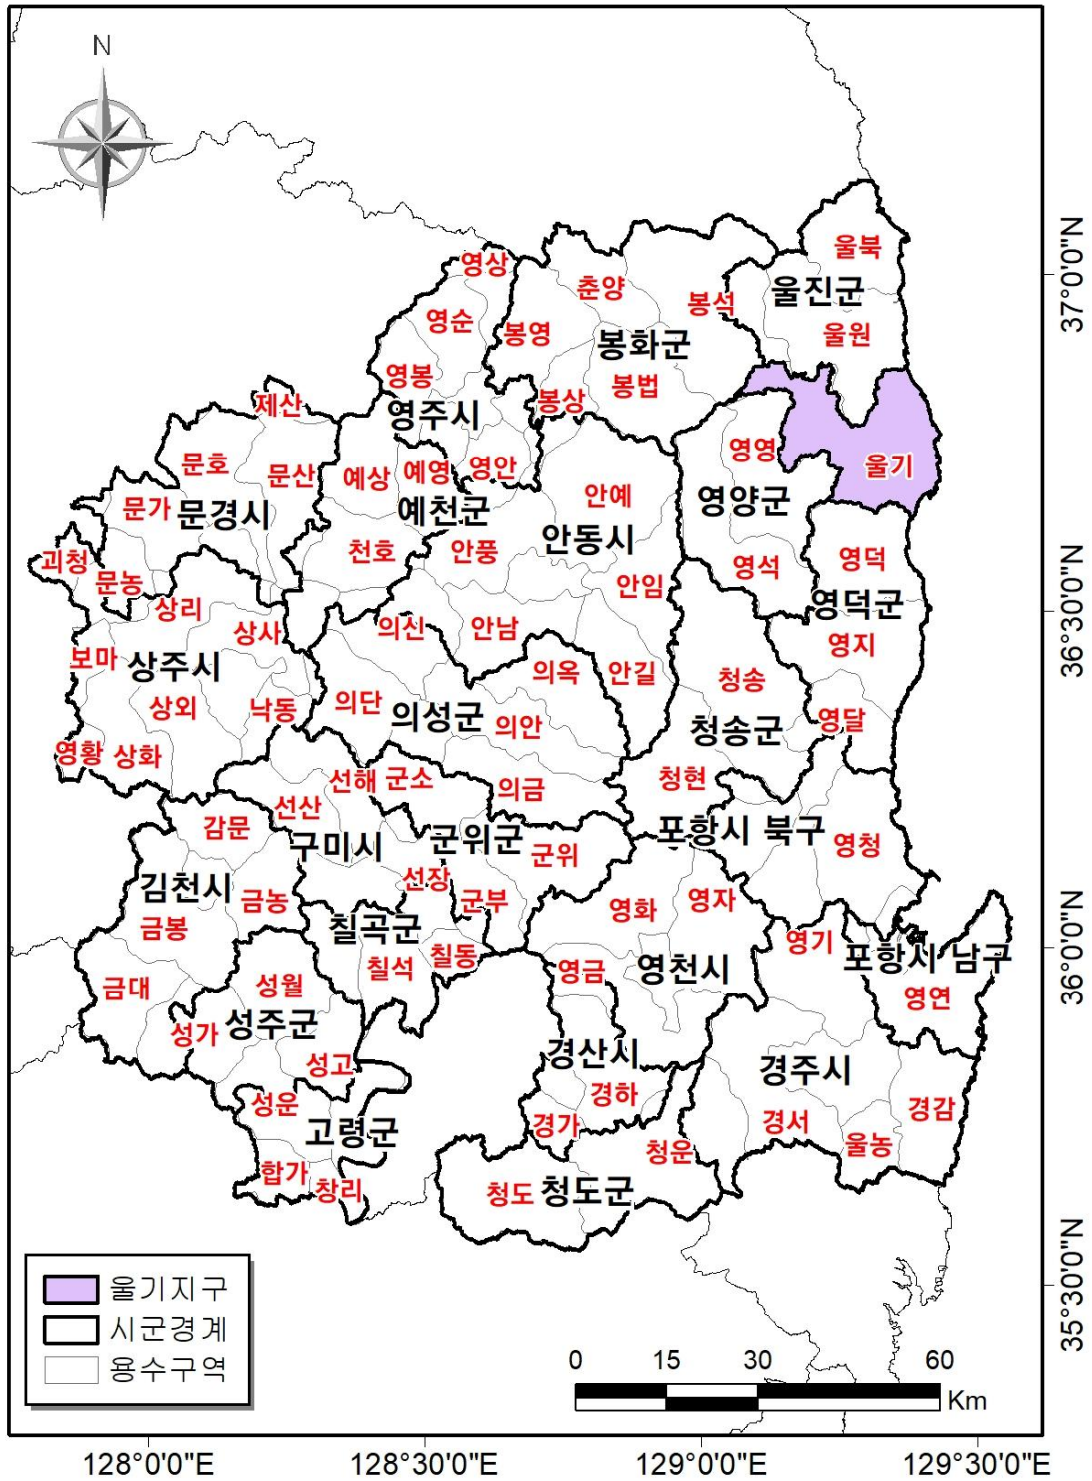 N
울북
영상
춘양
울진군
봉석
37°0'0"N
영순
봉영
울원
봉화군
영봉
봉법
봉상
제산
영주시
영영
문호
문산
예상
예영
영안
울기
안예
영양군
문가
문경시
예천군
안동시
괴청
문농
천호
안풍
안임
영석
영덕
상리
영덕군
36°30'0"N
상사
의신
안남
영지
보마
상주시
의옥
안길
청송
상외
낙동
의단
의성군
의안
청송군
영달
영황
상화
선해
군소
의금
청현
선산
감문
구미시
군위군
포항시 북구
영청
군위
김천시
금농
선장
군부
영화
영자
금봉
칠곡군
영기
36°0'0"N
칠석
칠동
영금
영천시
포항시 남구
금대
성월
영연
성가
성주군
성고
경산시
경주시
성운
고령군
경하
경가
경서
울농
경감
합가
창리
청운
청도
청도군
35°30'0"N
울기지구
시군경계
용수구역
0 15 30 60
Km
128°0'0"E 128°30'0"E 129°0'0"E 129°30'0"E